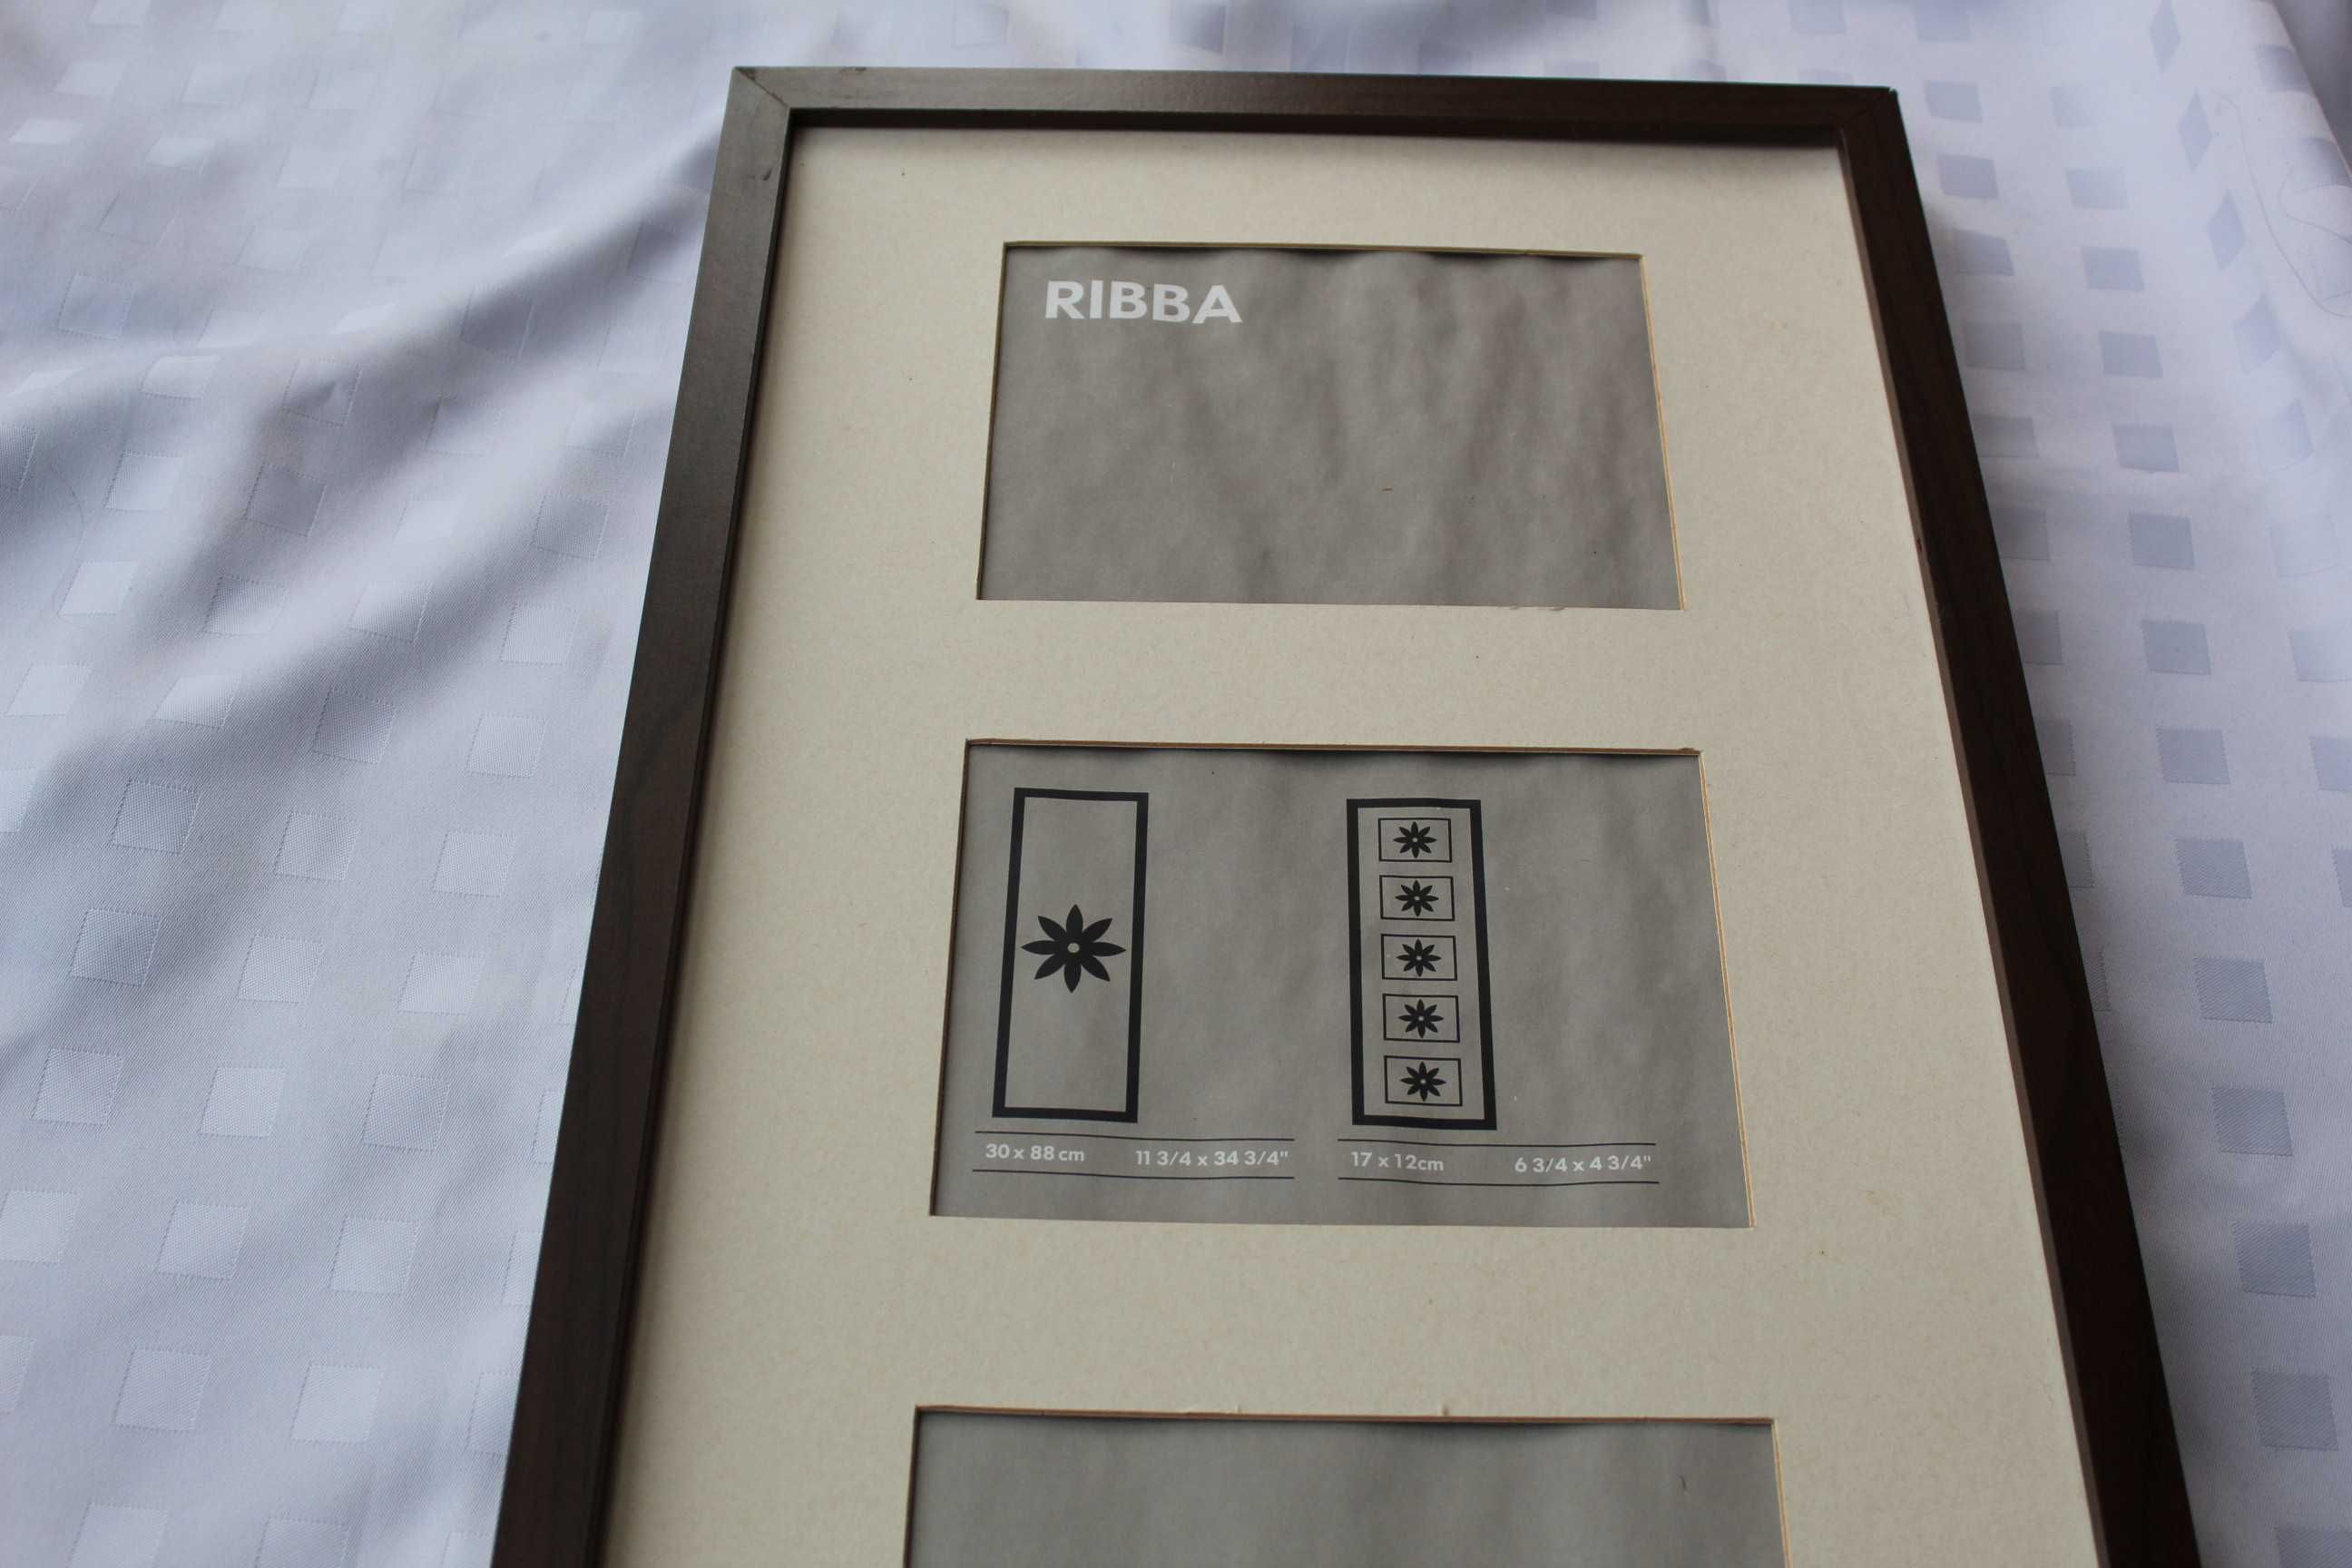 RIBBA
30 x 88 cm 11 3/4 x 34 3/4"
17 x 12cm 6 3/4 x 4 3/4"